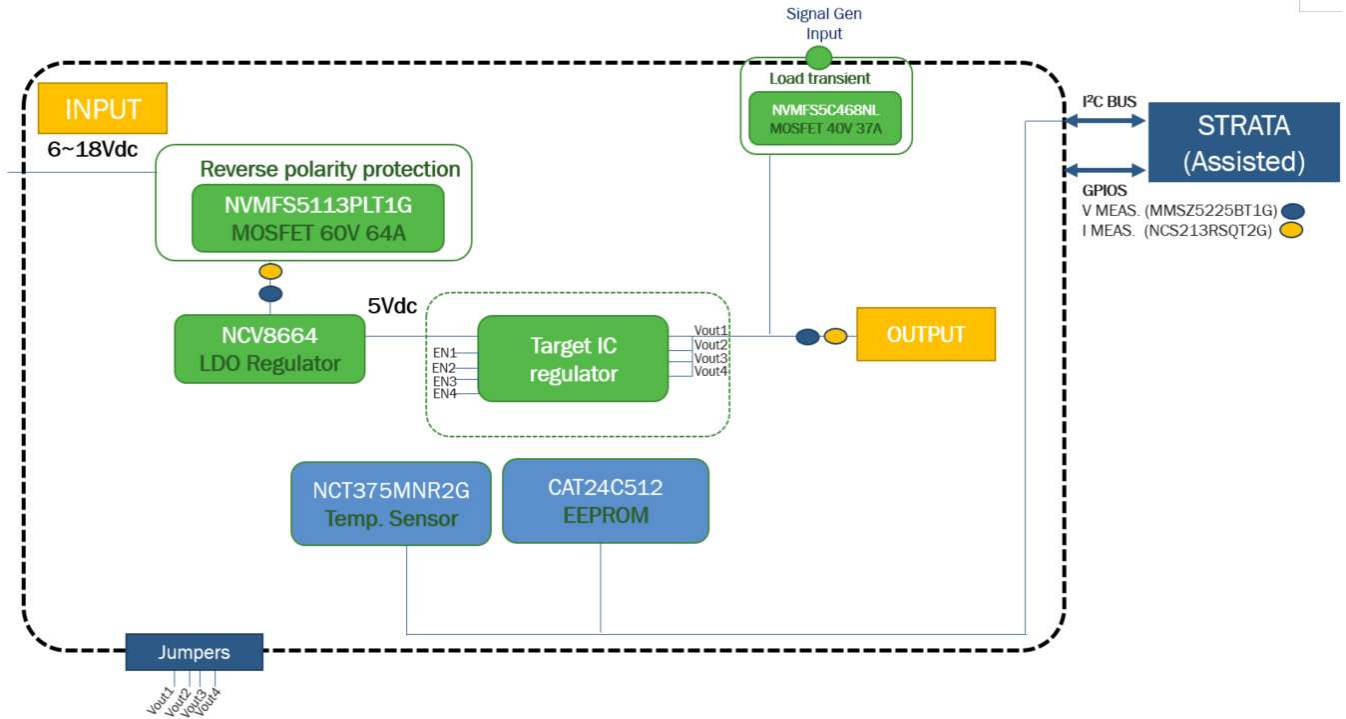 Signal Gen
Input
INPUT
6~18Vdc
Load transient
NVMFS5C468NL
MOSFET 40V 37A
I²C BUS
STRATA
(Assisted)
GPIOS
V MEAS. (MMSZ5225BT1G)
I MEAS. (NCS213RSQT2G)
Reverse polarity protection
NVMFS5113PLT1G
MOSFET 60V 64A
5Vdc
NCV8664
LDO Regulator
EN1
EN2
EN3
EN4
Target IC
regulator
Vout1
Vout2
Vout3
Vout4
OUTPUT
NCT375MNR2G
Temp. Sensor
CAT24C512
EEPROM
Jumpers
Vout1
Vout2
Vout3
Vout4